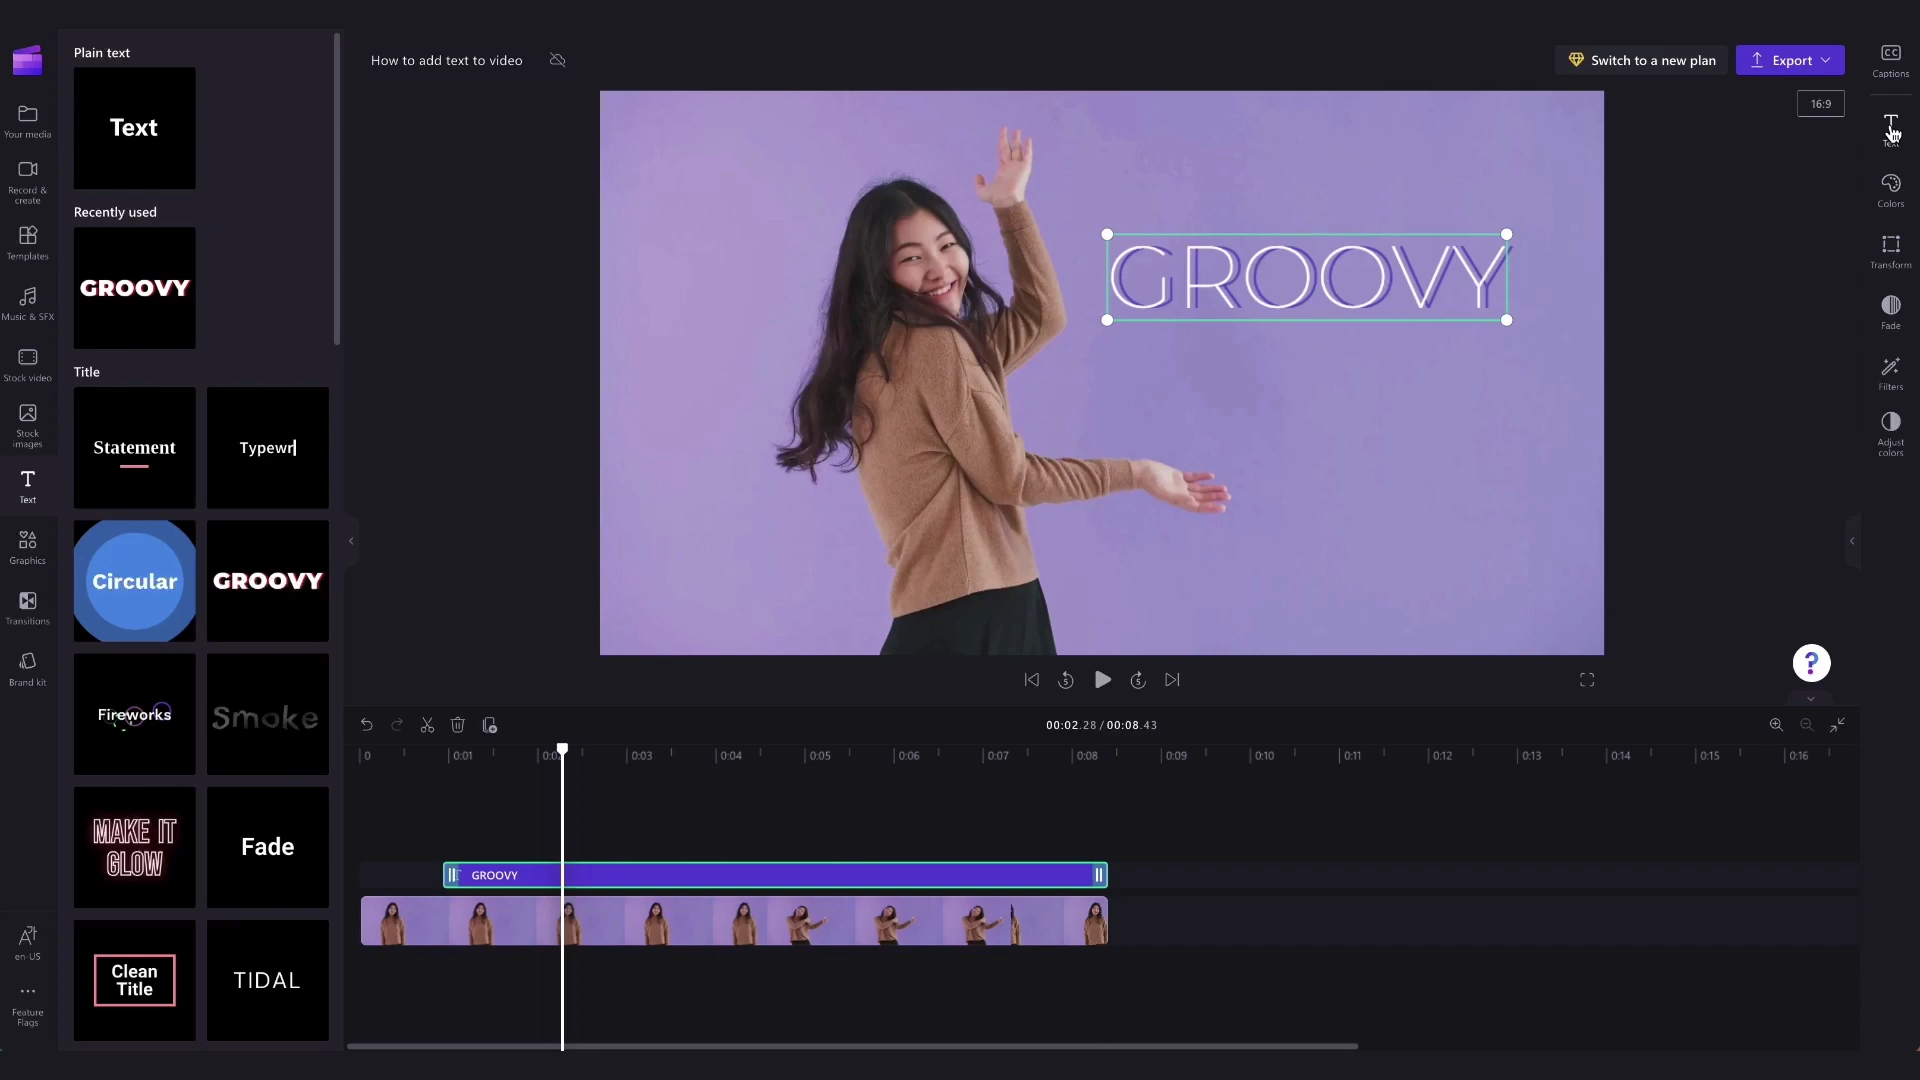 Plain text
Text
Recently used
GROOVY
Title
Statement
Typewr
Circular
GROOVY
Fireworks
Smoke
MAKE IT
GLOW
Fade
Clean
Title
TIDAL
Your media
Record &
create
Templates
Music & SFX
Stock video
Stock
images
Text
Graphics
Transitions
Brand kit
en-US
Feature
Flags
How to add text to video
Switch to a new plan
Export
16:9
GROOVY
5
5
?
00:02.28 / 00:08.43
0
0:01
0:03
0:04
0:05
0:06
0:07
0:08
0:09
0:10
0:11
0:12
0:13
0:14
0:15
0:16
GROOVY
CC
Captions
Text
Colors
Transform
Fade
Filters
Adjust
colors